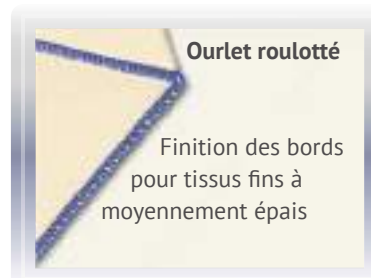 Ourlet roulotté
Finition des bords
pour tissus fins à
moyennement épais